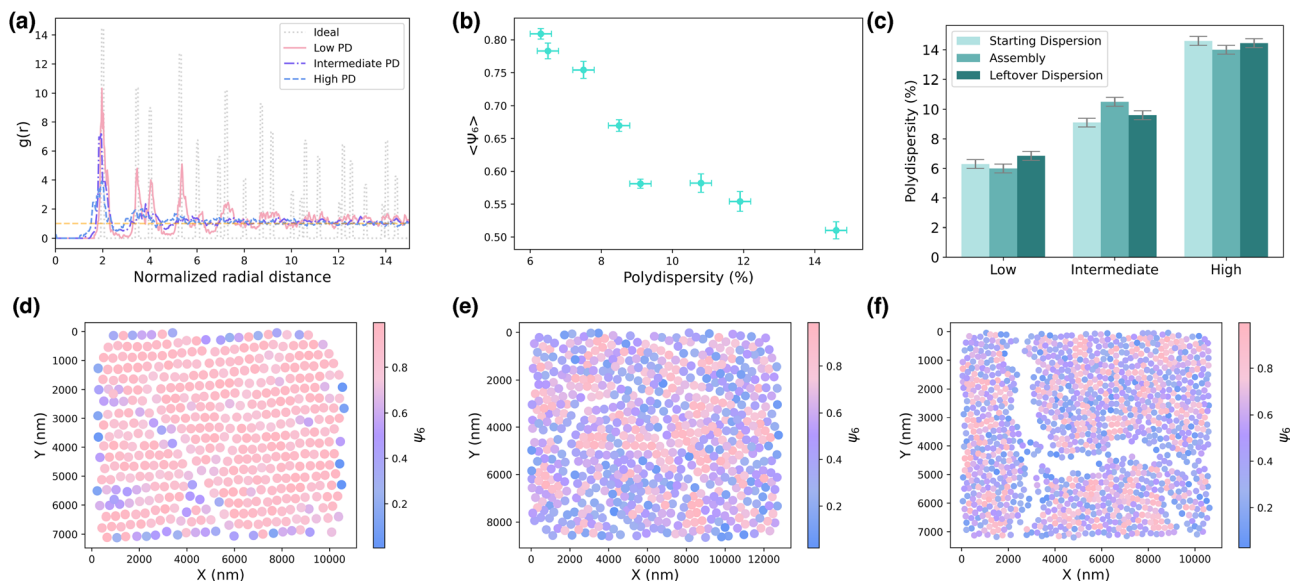 (a)
14
12
10
8
6
4
2
0
g(r)
Ideal
Low PD
Intermediate PD
High PD
0 2 4 6 8 10 12 14
Normalized radial distance
(b)
0.80
0.75
0.70
0.65
0.60
0.55
0.50
<Ψ6>
6 8 10 12 14
Polydispersity (%)
(c)
14
12
10
8
6
4
2
0
Polydispersity (%)
Starting Dispersion
Assembly
Leftover Dispersion
Low Intermediate High
(d)
0
1000
2000
3000
4000
5000
6000
7000
Y (nm)
0 2000 4000 6000 8000 10000
X (nm)
0.8
0.6
0.4
0.2
ψ6
(e)
0
2000
4000
6000
8000
Y (nm)
0 2000 4000 6000 8000 10000 12000
X (nm)
0.8
0.6
0.4
0.2
ψ6
(f)
0
1000
2000
3000
4000
5000
6000
7000
Y (nm)
0 2000 4000 6000 8000 10000
X (nm)
0.8
0.6
0.4
0.2
ψ6